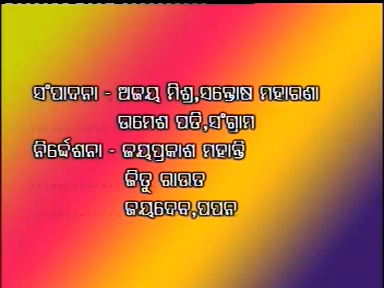 ସଂପାଦନା - ଅଜୟ ମିଶ୍ର,ସନ୍ତୋଷ ମହାରଣା
ଉମେଶ ପତି,ସଂଗ୍ରାମ
ନିର୍ଦ୍ଦେଶନା - ଜୟପ୍ରକାଶ ମହାନ୍ତି
ଜିତୁ ରାଉତ
ଜୟଦେବ,ପପନ